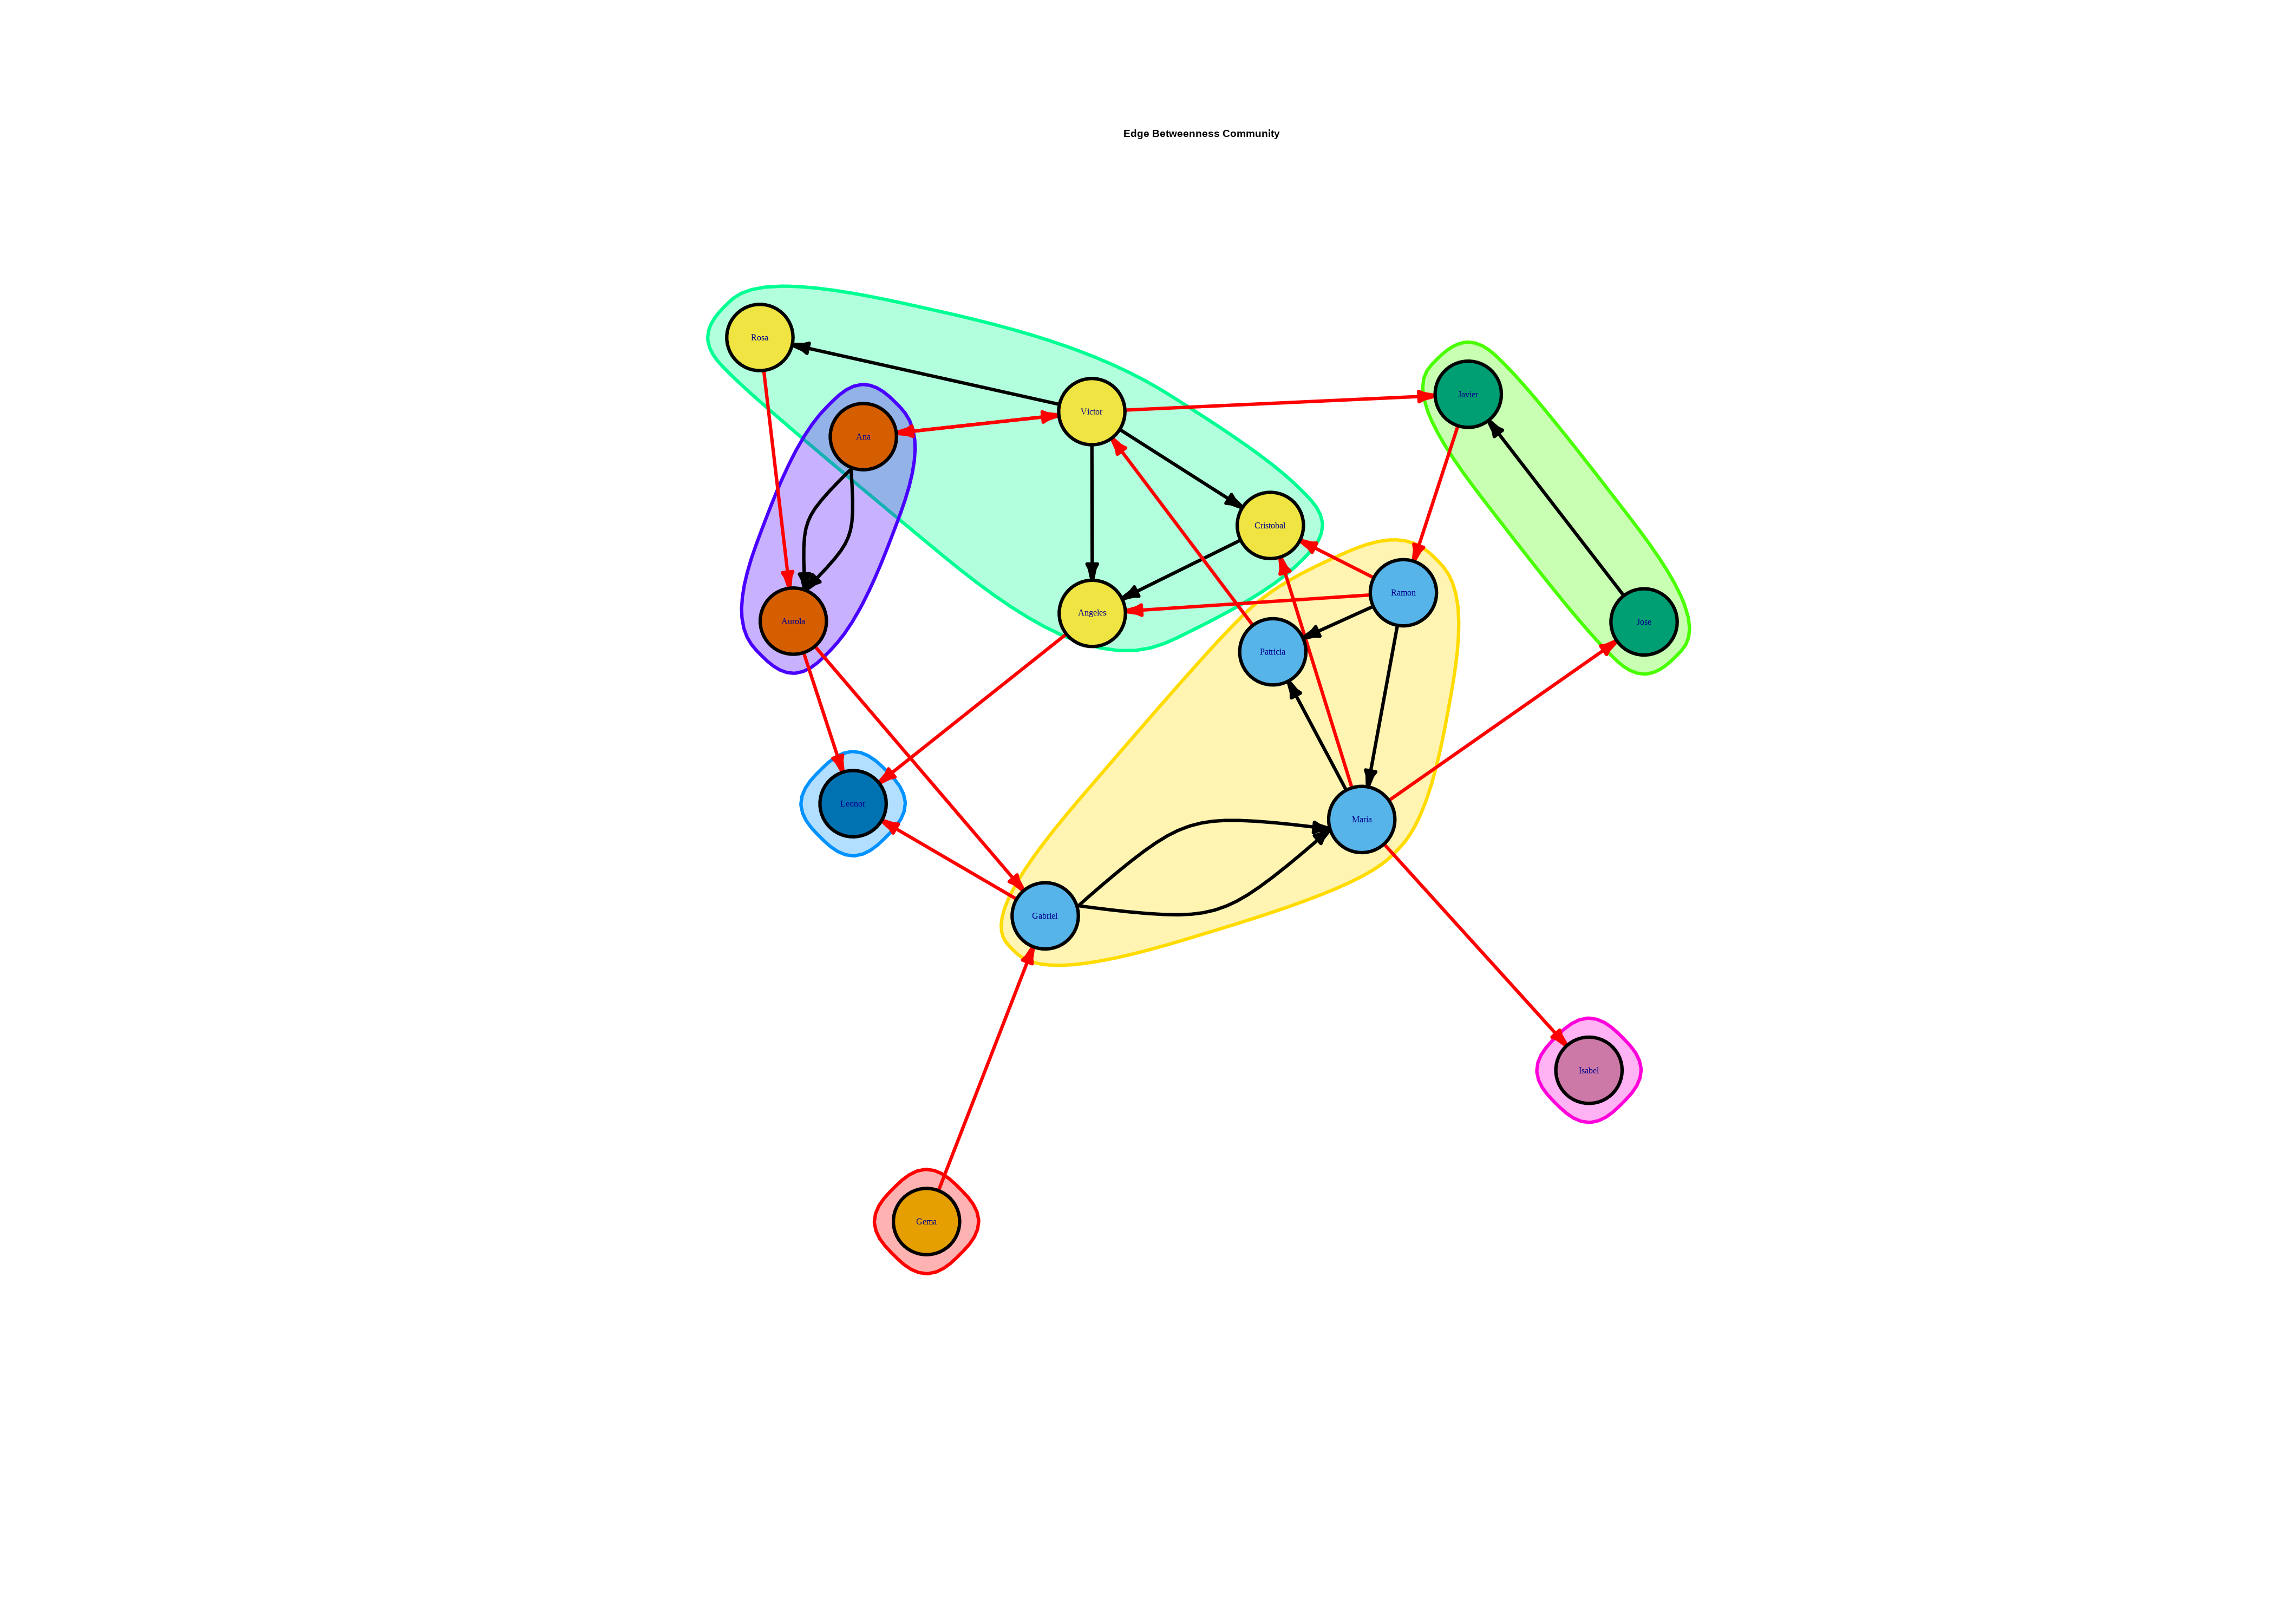 Edge Betweenness Community
Rosa
Javier
Victor
Ana
Cristobal
Ramon
Angeles
Aurola
Jose
Patricia
Leonor
Maria
Gabriel
Isabel
Gema